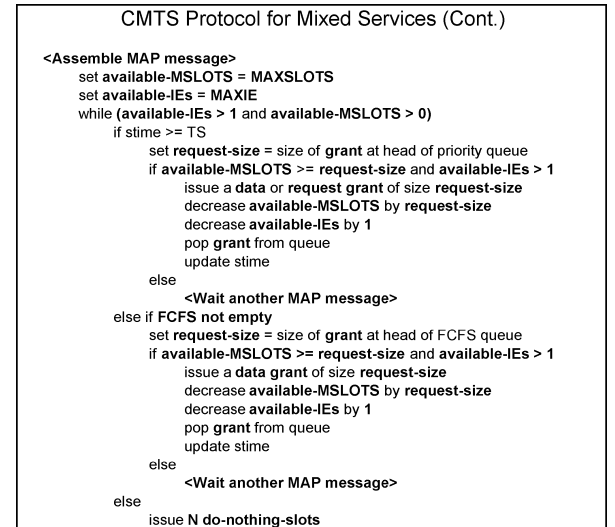 CMTS Protocol for Mixed Services (Cont.)
<Assemble MAP message>
set available-MSLOTS = MAXSLOTS
set available-IEs = MAXIE
while (available-IEs > 1 and available-MSLOTS > 0)
if stime >= TS
set request-size = size of grant at head of priority queue
if available-MSLOTS >= request-size and available-IEs > 1
issue a data or request grant of size request-size
decrease available-MSLOTS by request-size
decrease available-IEs by 1
pop grant from queue
update stime
else
<Wait another MAP message>
else if FCFS not empty
set request-size = size of grant at head of FCFS queue
if available-MSLOTS >= request-size and available-IEs > 1
issue a data grant of size request-size
decrease available-MSLOTS by request-size
decrease available-IEs by 1
pop grant from queue
update stime
else
<Wait another MAP message>
else
issue N do-nothing-slots